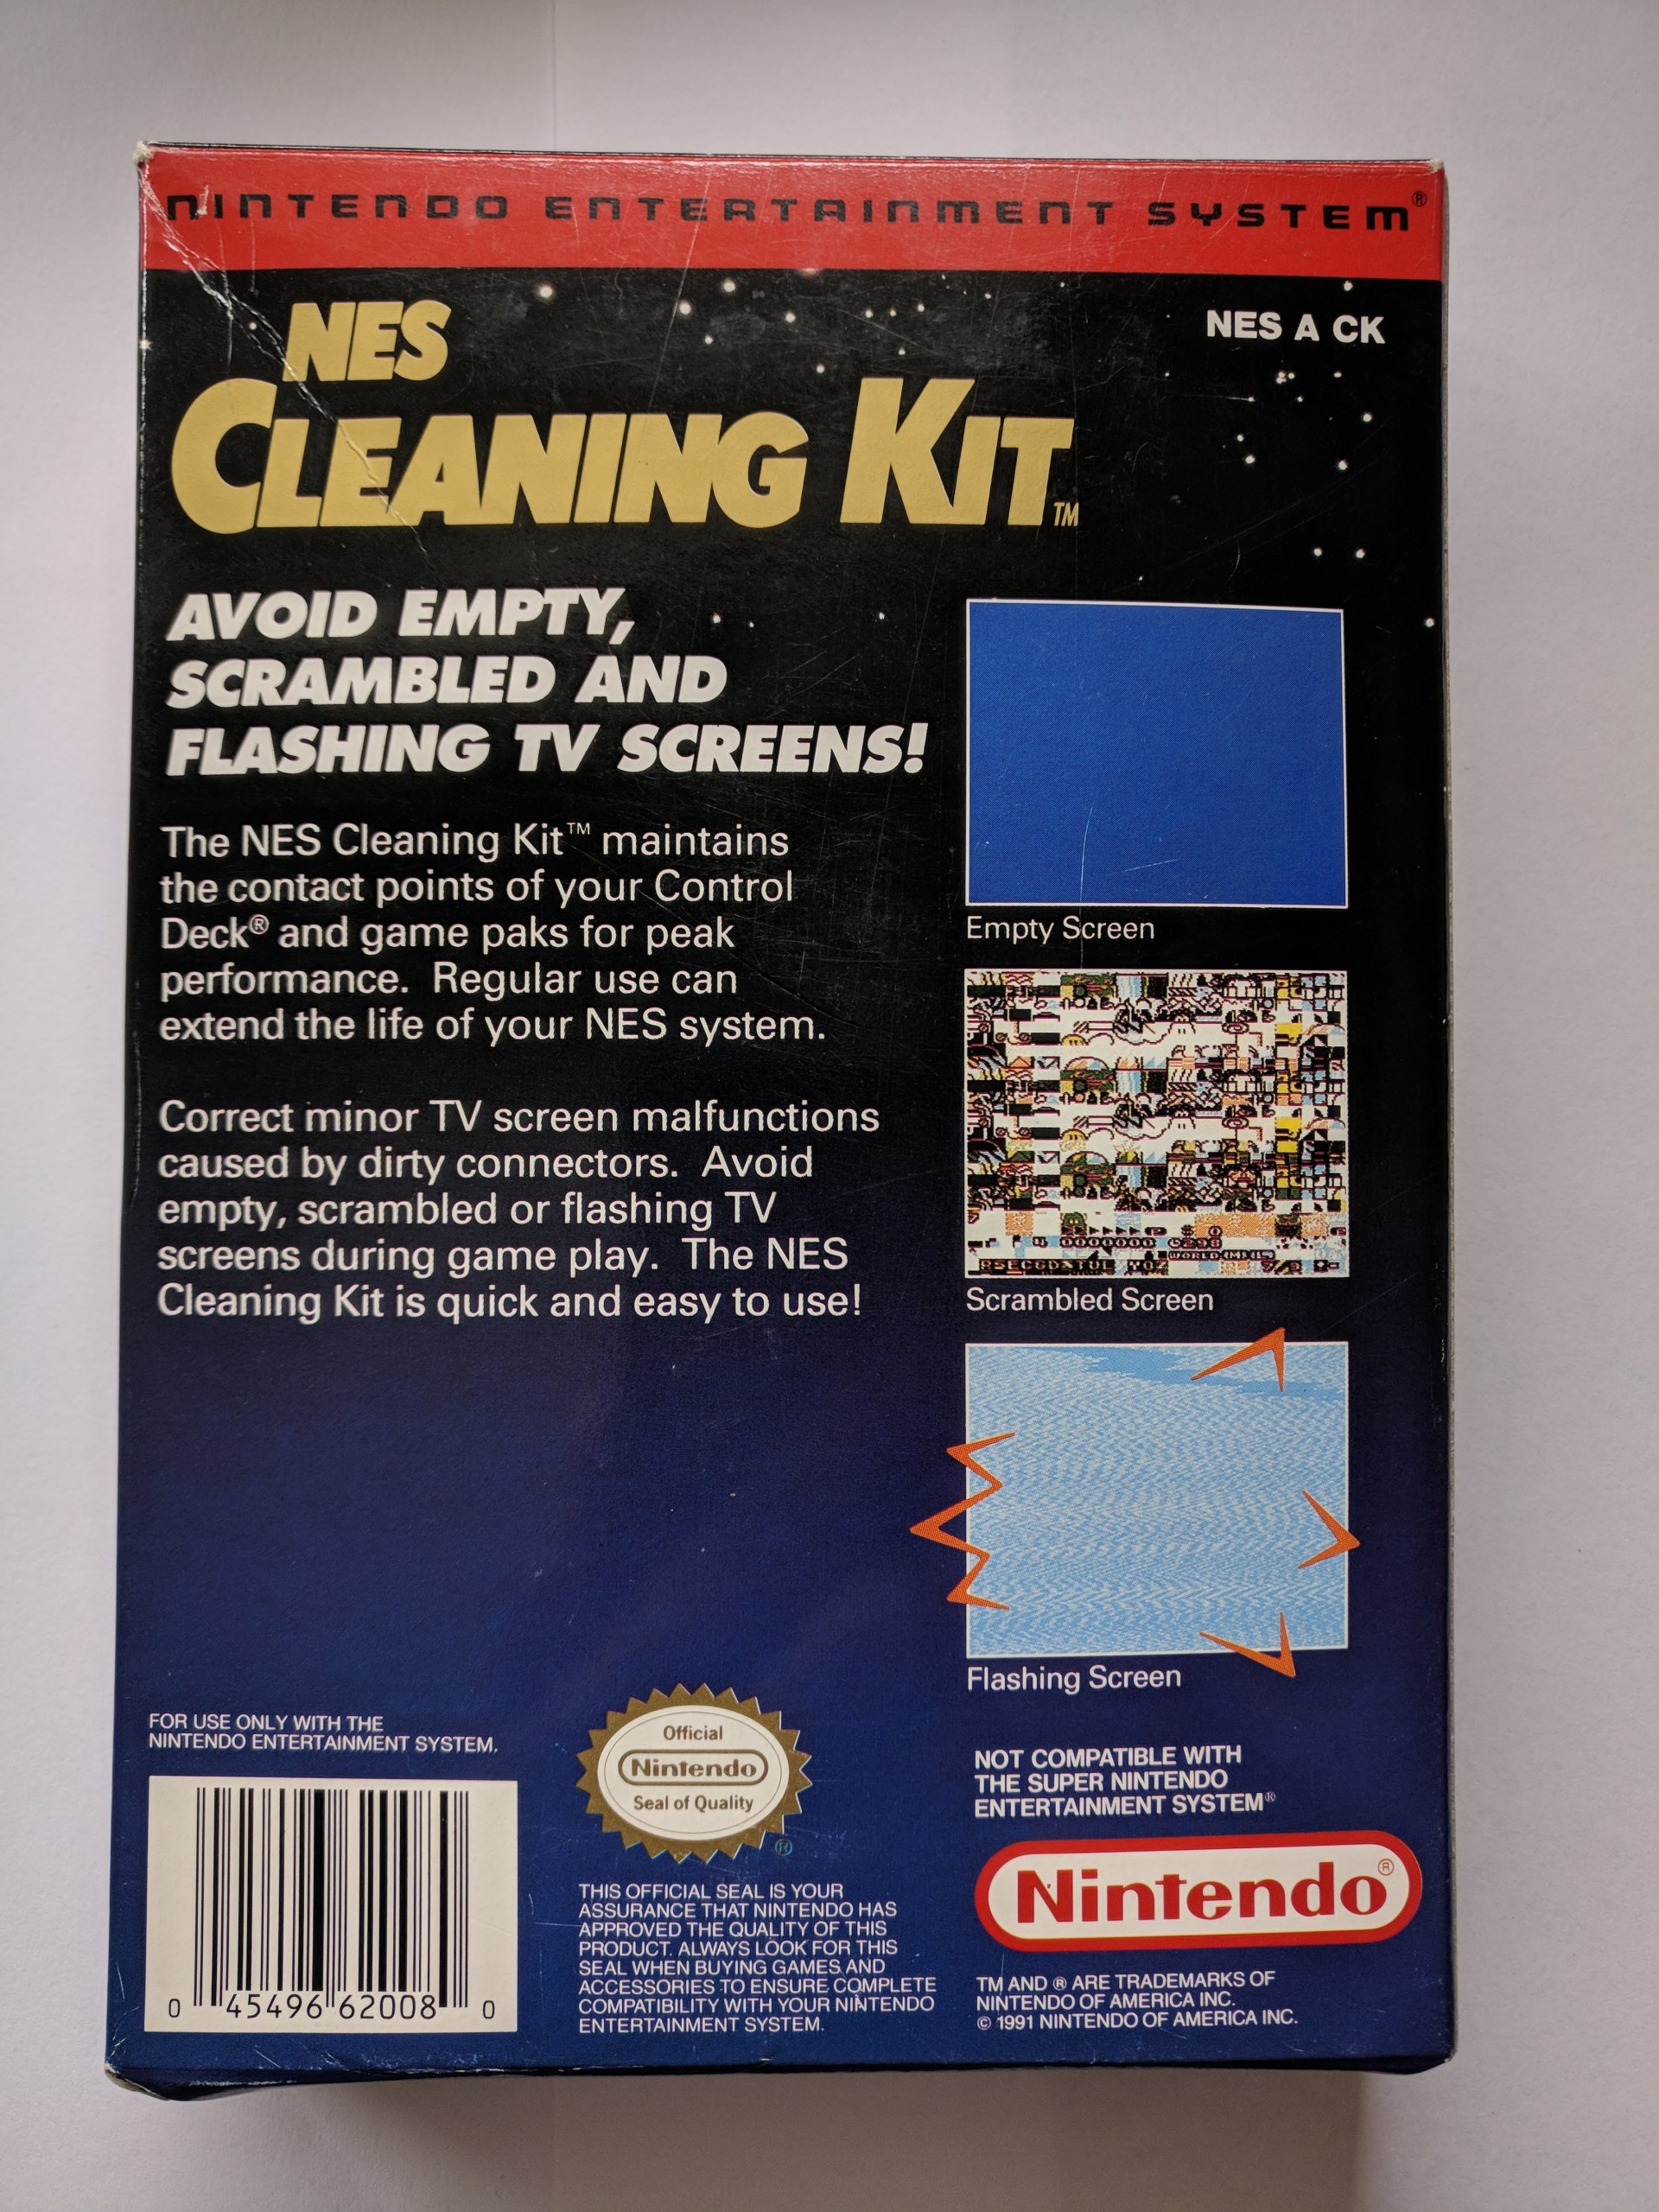 NINTENDO ENTERTAINMENT SYSTEM®
NES
CLEANING KIT™
NES A CK
AVOID EMPTY,
SCRAMBLED AND
FLASHING TV SCREENS!
The NES Cleaning Kit™ maintains
the contact points of your Control
Deck® and game paks for peak
performance. Regular use can
extend the life of your NES system.
Correct minor TV screen malfunctions
caused by dirty connectors. Avoid
empty, scrambled or flashing TV
screens during game play. The NES
Cleaning Kit is quick and easy to use!
Empty Screen
Scrambled Screen
Flashing Screen
FOR USE ONLY WITH THE
NINTENDO ENTERTAINMENT SYSTEM.
0 45496 62008 0
Official
Nintendo
Seal of Quality
®
THIS OFFICIAL SEAL IS YOUR
ASSURANCE THAT NINTENDO HAS
APPROVED THE QUALITY OF THIS
PRODUCT. ALWAYS LOOK FOR THIS
SEAL WHEN BUYING GAMES AND
ACCESSORIES TO ENSURE COMPLETE
COMPATIBILITY WITH YOUR NINTENDO
ENTERTAINMENT SYSTEM.
NOT COMPATIBLE WITH
THE SUPER NINTENDO
ENTERTAINMENT SYSTEM®
Nintendo®
TM AND ® ARE TRADEMARKS OF
NINTENDO OF AMERICA INC.
© 1991 NINTENDO OF AMERICA INC.